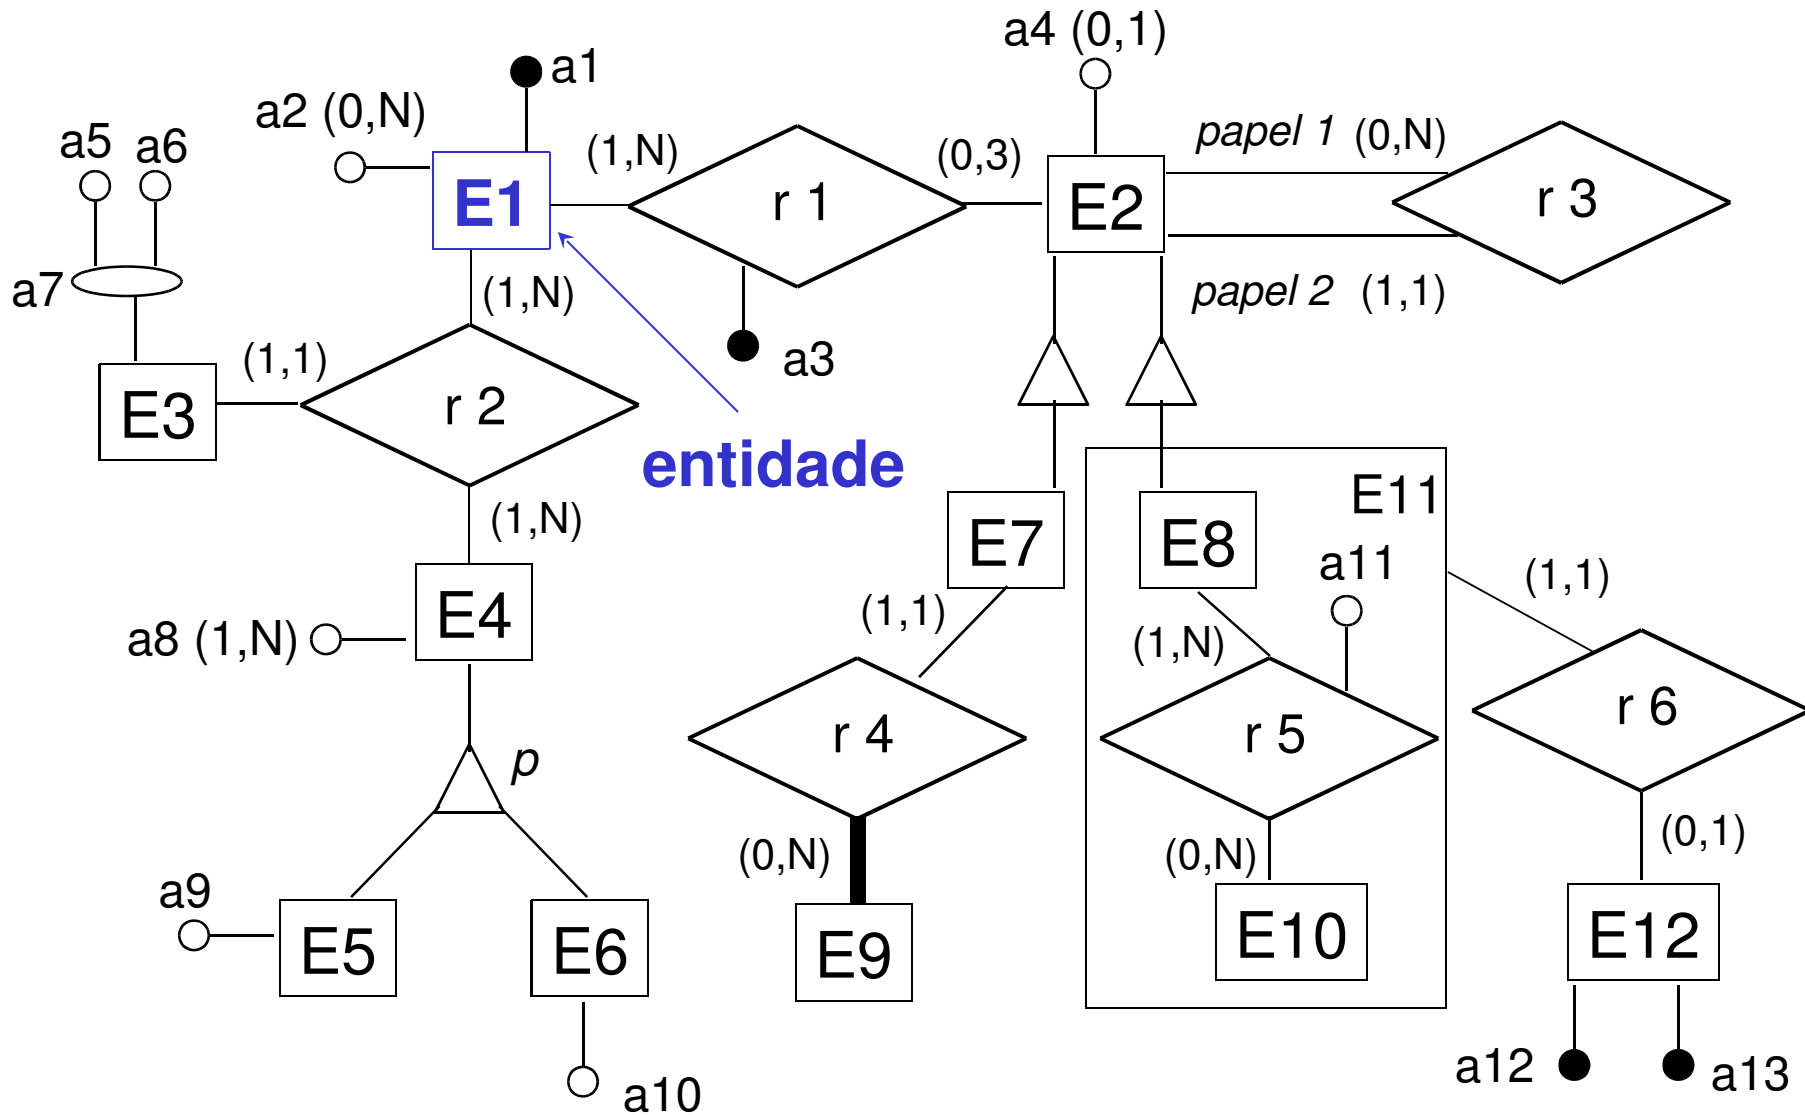 a4 (0,1)
a1
a2 (0,N)
a5
a6
(1,N)
(0,3)
papel 1 (0,N)
E1
r 1
E2
r 3
a7
(1,N)
papel 2 (1,1)
a3
(1,1)
E3
r 2
entidade
(1,N)
E11
E7
E8
a11
(1,1)
E4
(1,1)
a8 (1,N)
(1,N)
r 4
r 5
r 6
p
(0,N)
(0,N)
(0,1)
a9
E5
E6
E9
E10
E12
a10
a12
a13